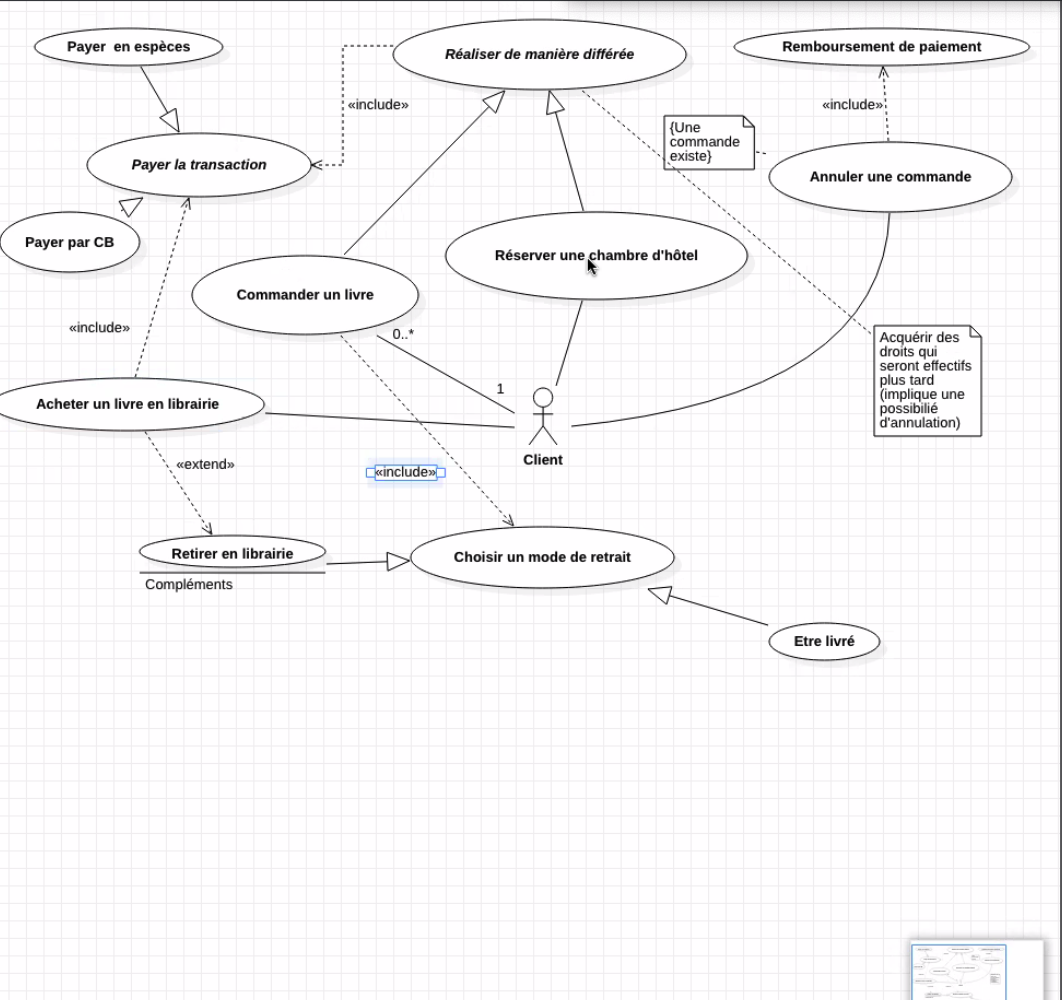 Payer  en espèces
Réaliser de manière différée
Remboursement de paiement
«include»
«include»
{Une
commande
existe}
Payer la transaction
Annuler une commande
Payer par CB
Réserver une chambre d'hôtel
Commander un livre
«include»
0..*
Acquérir des
droits qui
seront effectifs
plus tard
(implique une
possibilié
d'annulation)
1
Acheter un livre en librairie
Client
«extend»
«include»
Retirer en librairie
Choisir un mode de retrait
Compléments
Etre livré